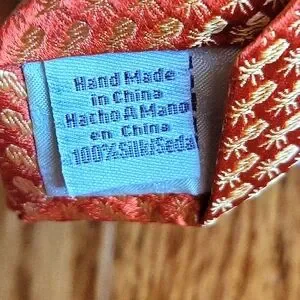 Hand Made
in China
Hacho A Mano
en China
100%Silk/Seda